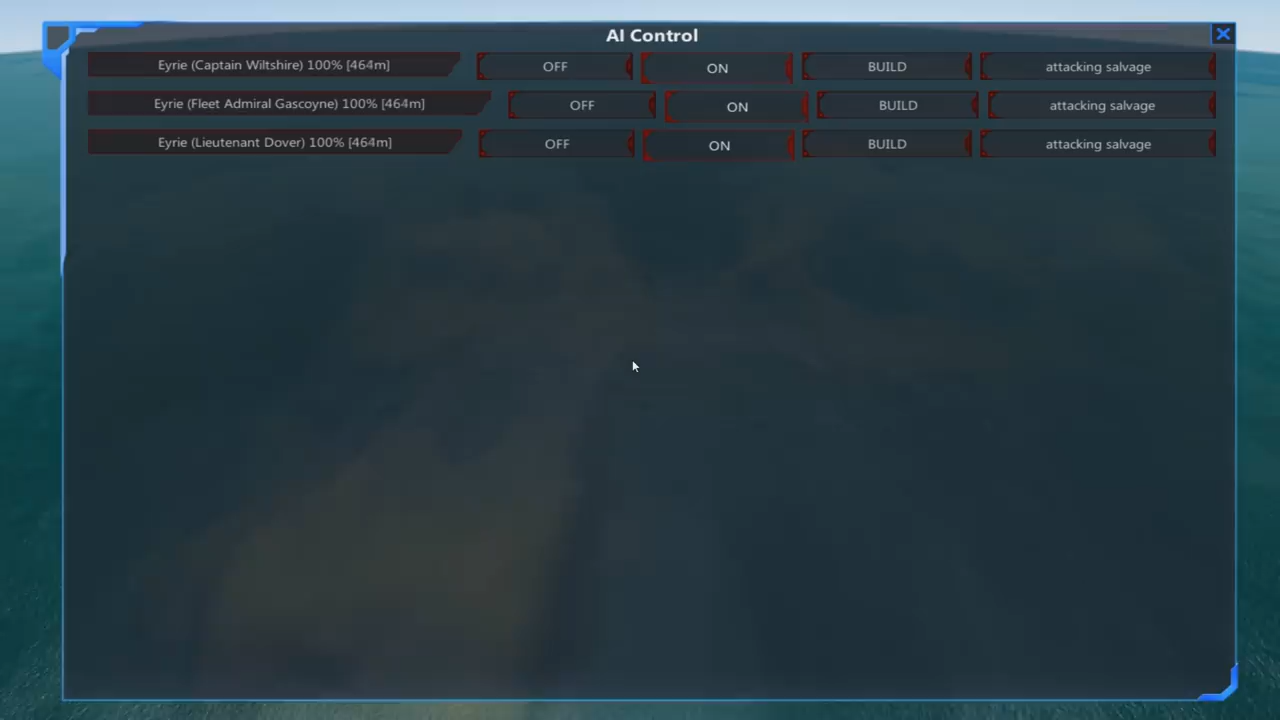 AI Control
Eyrie (Captain Wiltshire) 100% [464m] OFF ON BUILD attacking salvage
Eyrie (Fleet Admiral Gascoyne) 100% [464m] OFF ON BUILD attacking salvage
Eyrie (Lieutenant Dover) 100% [464m] OFF ON BUILD attacking salvage